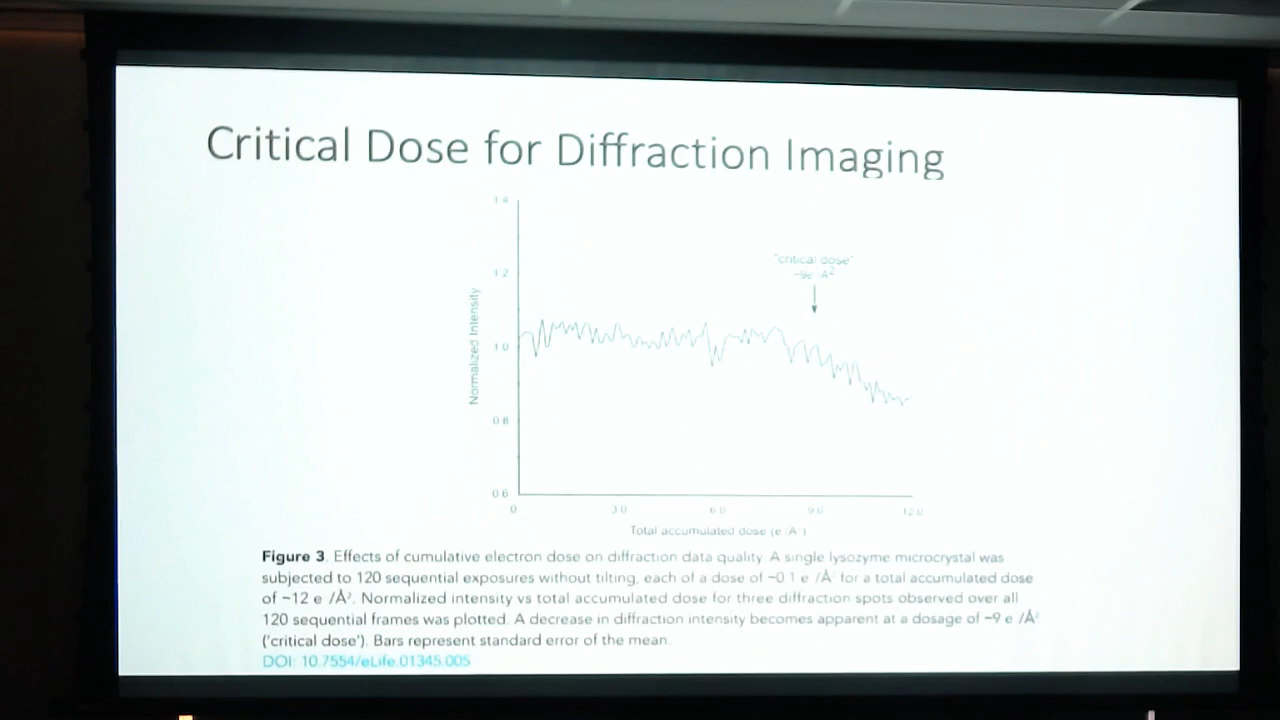 Critical Dose for Diffraction Imaging
1.4
"critical dose"
~9e /Å²
1.2
Normalized Intensity
1.0
0.8
0.6
0 3.0 6.0 9.0 12.0
Total accumulated dose (e /Å )
Figure 3. Effects of cumulative electron dose on diffraction data quality. A single lysozyme microcrystal was
subjected to 120 sequential exposures without tilting, each of a dose of ~0.1 e /Å² for a total accumulated dose
of ~12 e /Å². Normalized intensity vs total accumulated dose for three diffraction spots observed over all
120 sequential frames was plotted. A decrease in diffraction intensity becomes apparent at a dosage of ~9 e /Å²
('critical dose'). Bars represent standard error of the mean.
DOI: 10.7554/eLife.01345.005